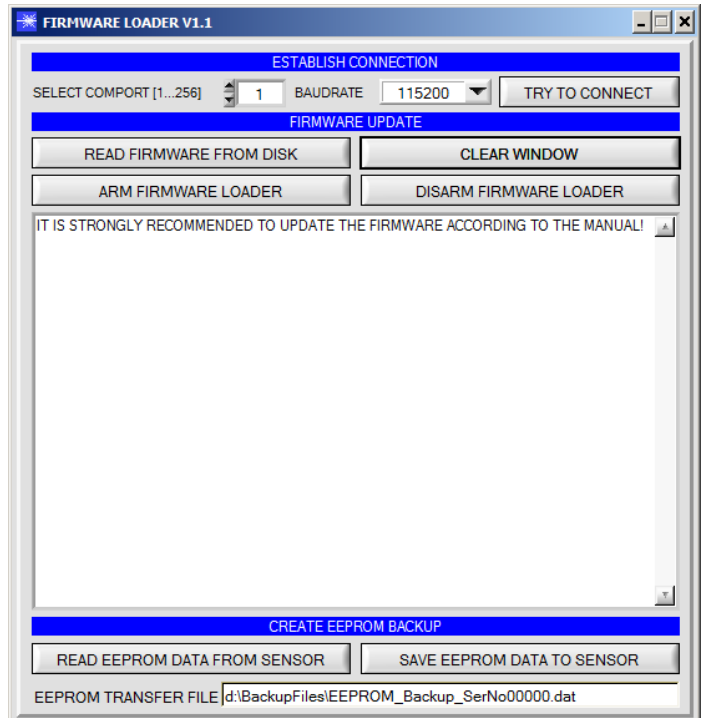 FIRMWARE LOADER V1.1
ESTABLISH CONNECTION
SELECT COMPORT [1...256] 1 BAUDRATE 115200 TRY TO CONNECT
FIRMWARE UPDATE
READ FIRMWARE FROM DISK CLEAR WINDOW
ARM FIRMWARE LOADER DISARM FIRMWARE LOADER
IT IS STRONGLY RECOMMENDED TO UPDATE THE FIRMWARE ACCORDING TO THE MANUAL!
CREATE EEPROM BACKUP
READ EEPROM DATA FROM SENSOR SAVE EEPROM DATA TO SENSOR
EEPROM TRANSFER FILE d:\BackupFiles\EEPROM_Backup_SerNo00000.dat